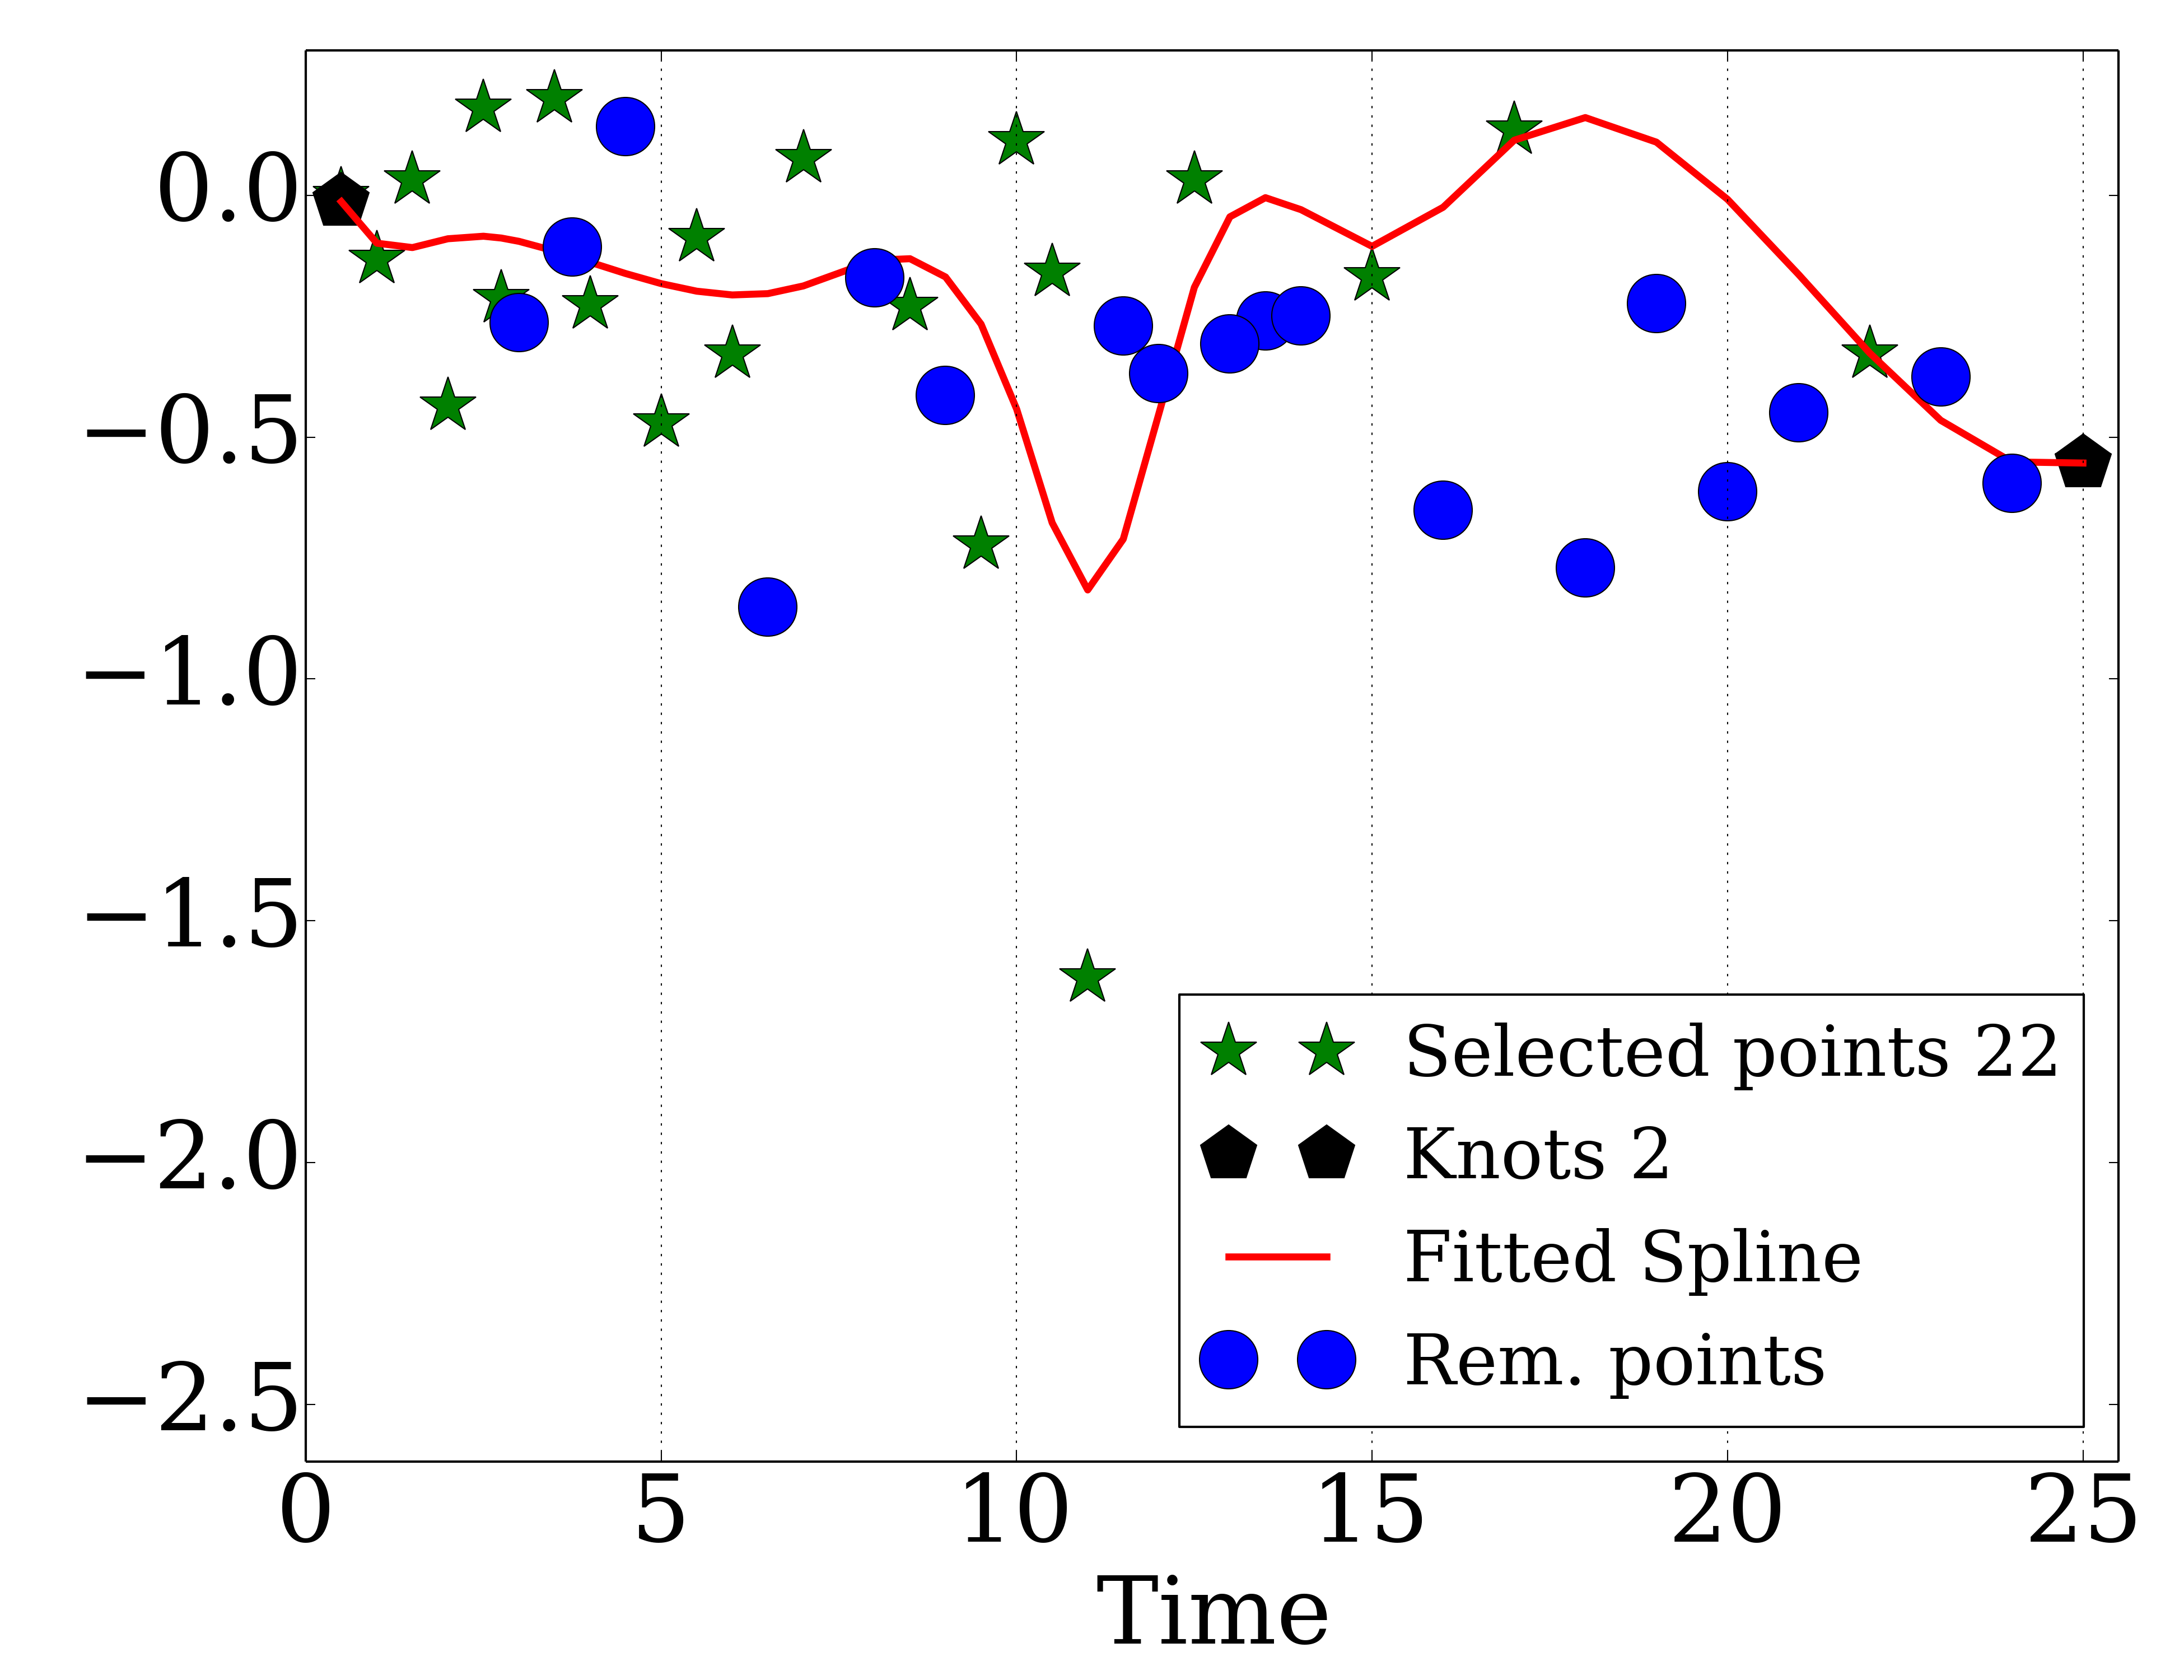 0.0
−0.5
−1.0
−1.5
−2.0
−2.5
Selected points 22
Knots 2
Fitted Spline
Rem. points
0 5 10 15 20 25
Time